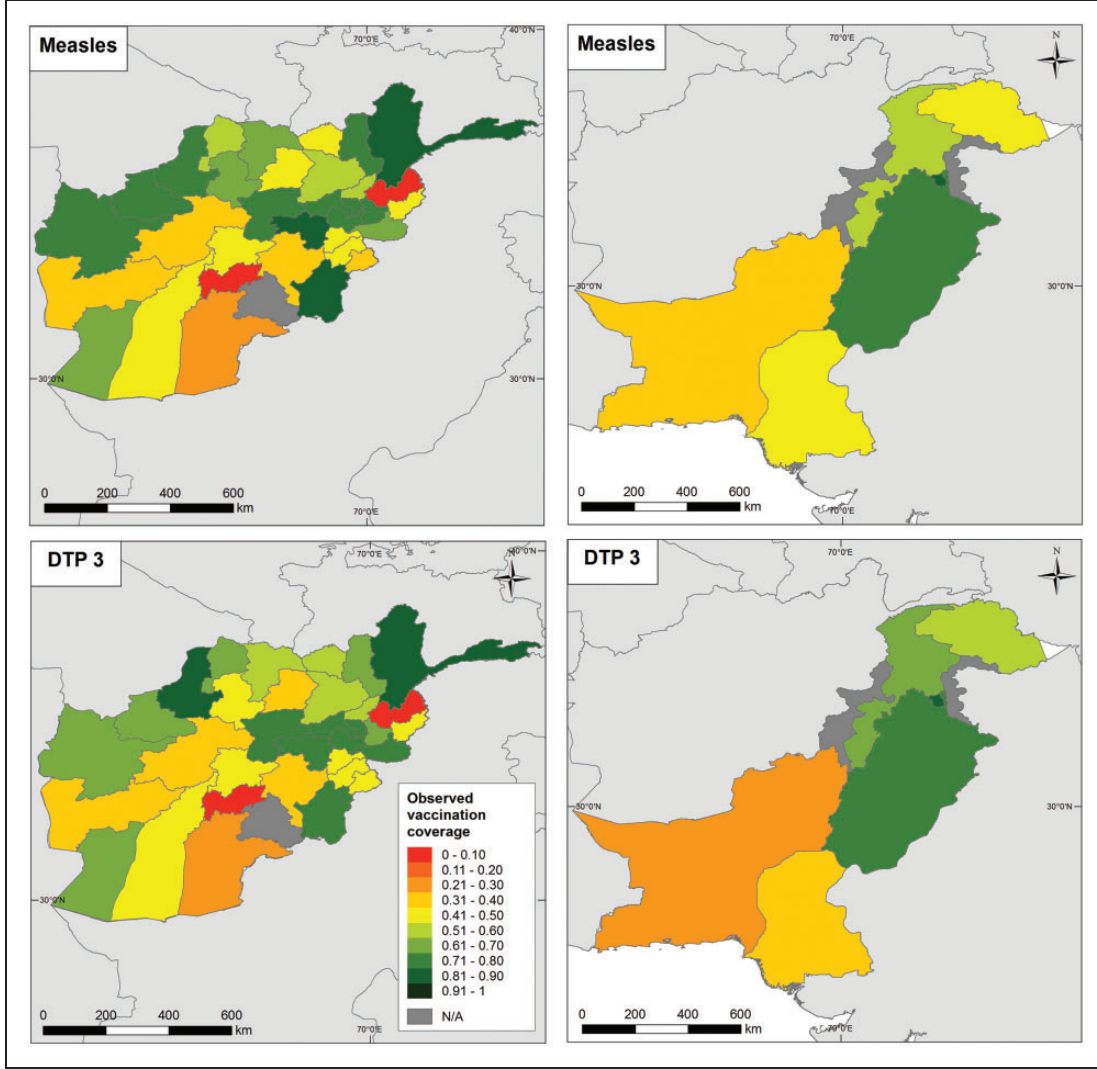 Measles
70°0'E
40°0'N
30°0'N
30°0'N
0 200 400 600
km
70°0'E
Measles
70°0'E
N
30°0'N
30°0'N
0 200 400 600
km
70°0'E
DTP 3
70°0'E
40°0'N
N
30°0'N
0 200 400 600
km
70°0'E
Observed
vaccination
coverage
0 - 0.10
0.11 - 0.20
0.21 - 0.30
0.31 - 0.40
0.41 - 0.50
0.51 - 0.60
0.61 - 0.70
0.71 - 0.80
0.81 - 0.90
0.91 - 1
N/A
DTP 3
70°0'E
N
30°0'N
30°0'N
0 200 400 600
km
70°0'E